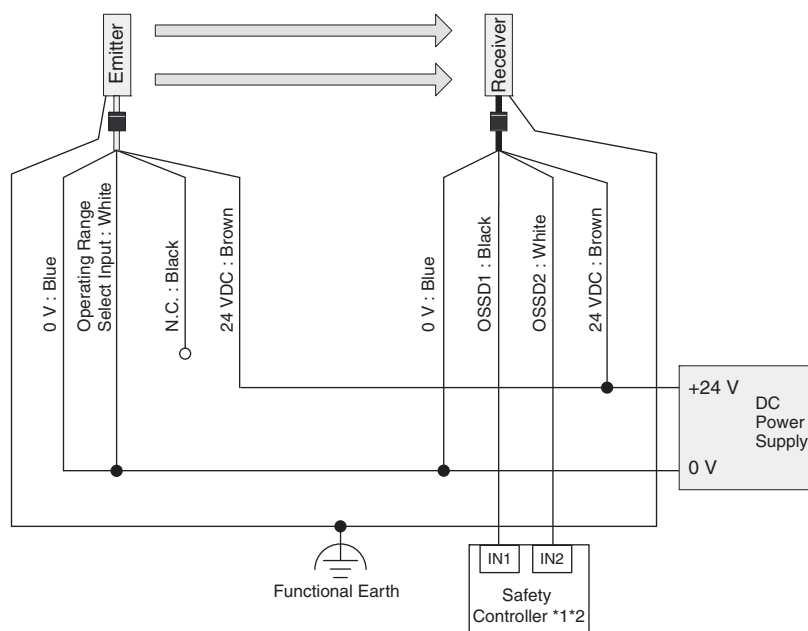 Emitter
Receiver
0 V : Blue
Operating Range
Select Input : White
N.C. : Black
24 VDC : Brown
0 V : Blue
OSSD1 : Black
OSSD2 : White
24 VDC : Brown
+24 V
DC
Power
Supply
0 V
Functional Earth
IN1
IN2
Safety
Controller *1*2